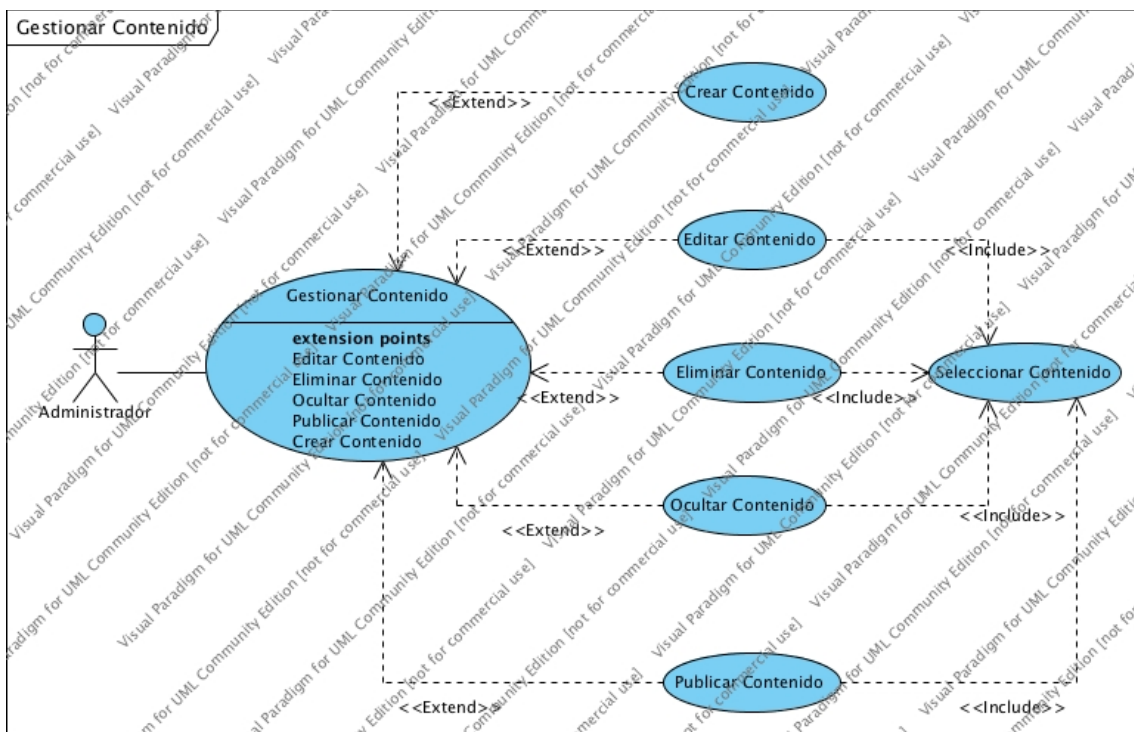 Gestionar Contenido
Crear Contenido
<<Extend>>
Editar Contenido
<<Extend>>
<<Include>>
Gestionar Contenido
extension points
Editar Contenido
Eliminar Contenido
Ocultar Contenido
Publicar Contenido
Crear Contenido
Administrador
Eliminar Contenido
<<Extend>>
<<Include>>
Seleccionar Contenido
Ocultar Contenido
<<Extend>>
<<Include>>
Publicar Contenido
<<Extend>>
<<Include>>
Visual Paradigm for UML Community Edition [not for commercial use]